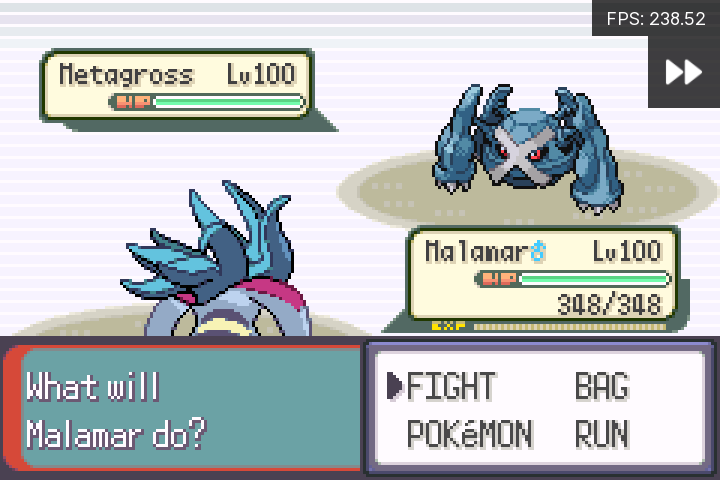 FPS: 238.52
Metagross Lv100
HP
Malamar♂ Lv100
HP
348/348
EXP
What will
Malamar do?
FIGHT BAG
POKéMON RUN